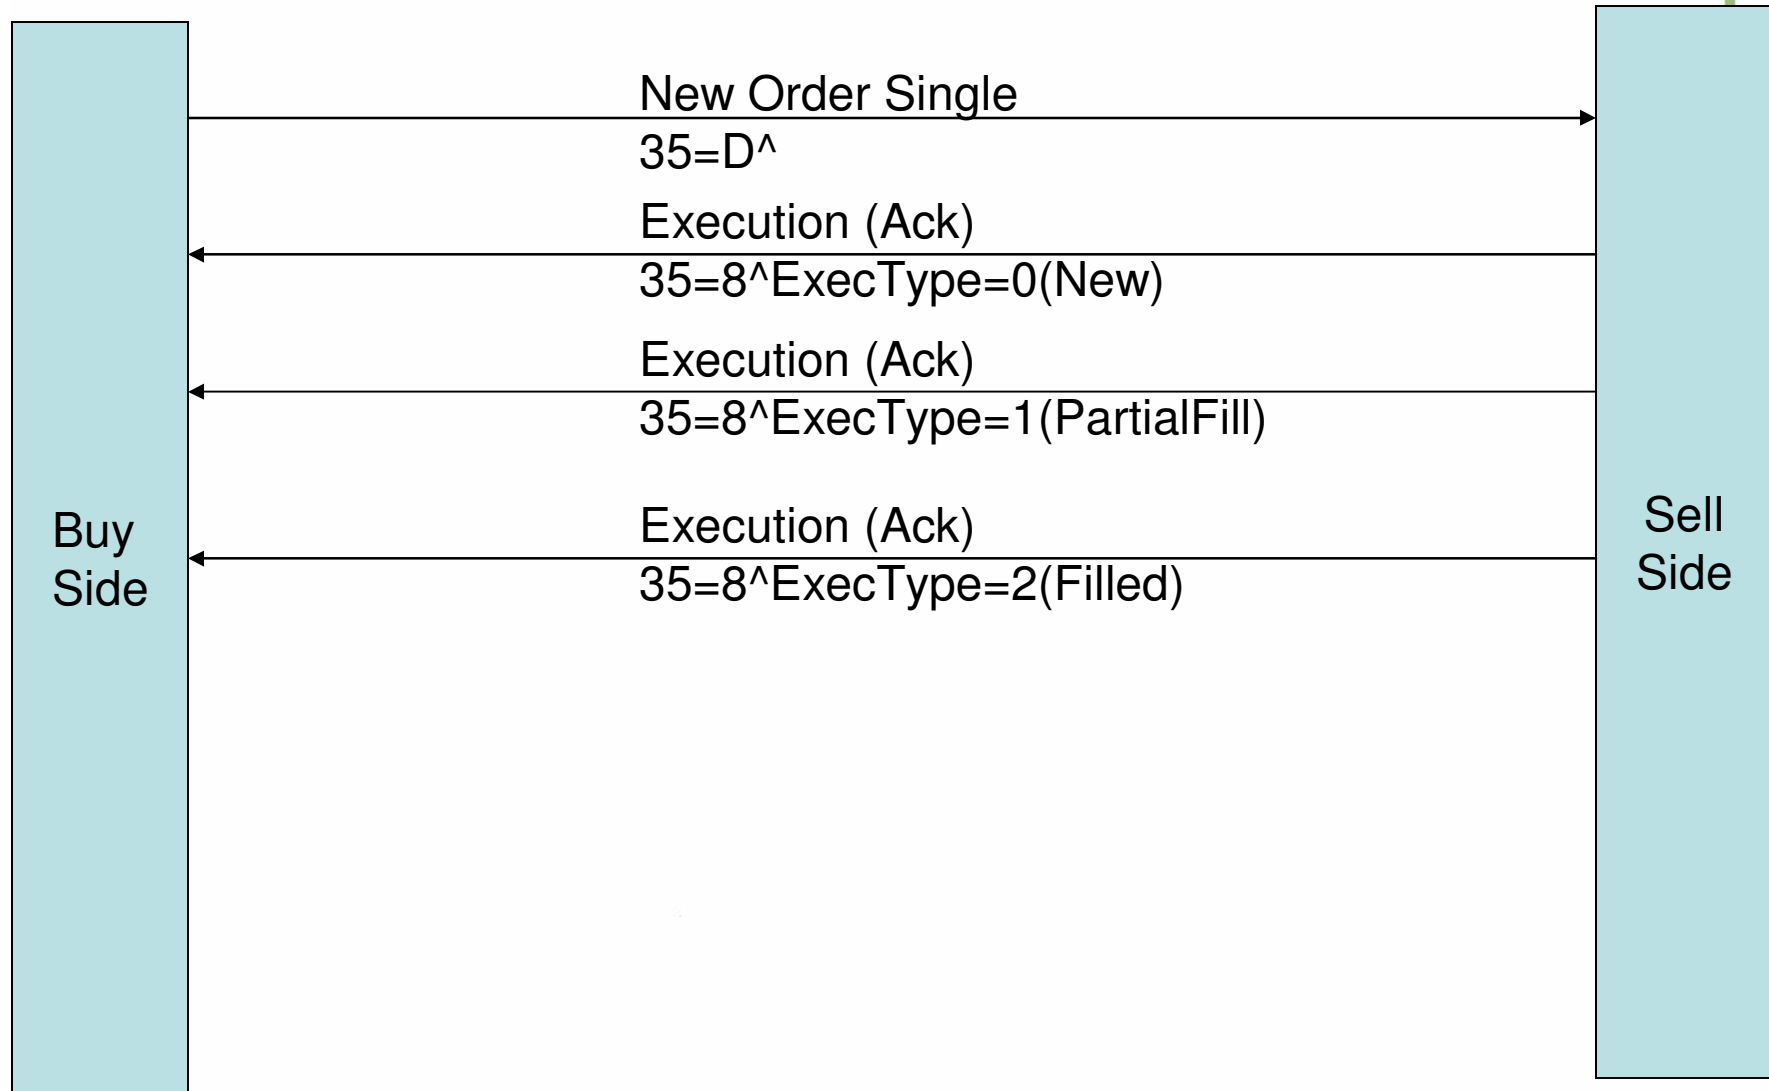 New Order Single
35=D^
Execution (Ack)
35=8^ExecType=0(New)
Execution (Ack)
35=8^ExecType=1(PartialFill)
Execution (Ack)
35=8^ExecType=2(Filled)
Buy
Side
Sell
Side